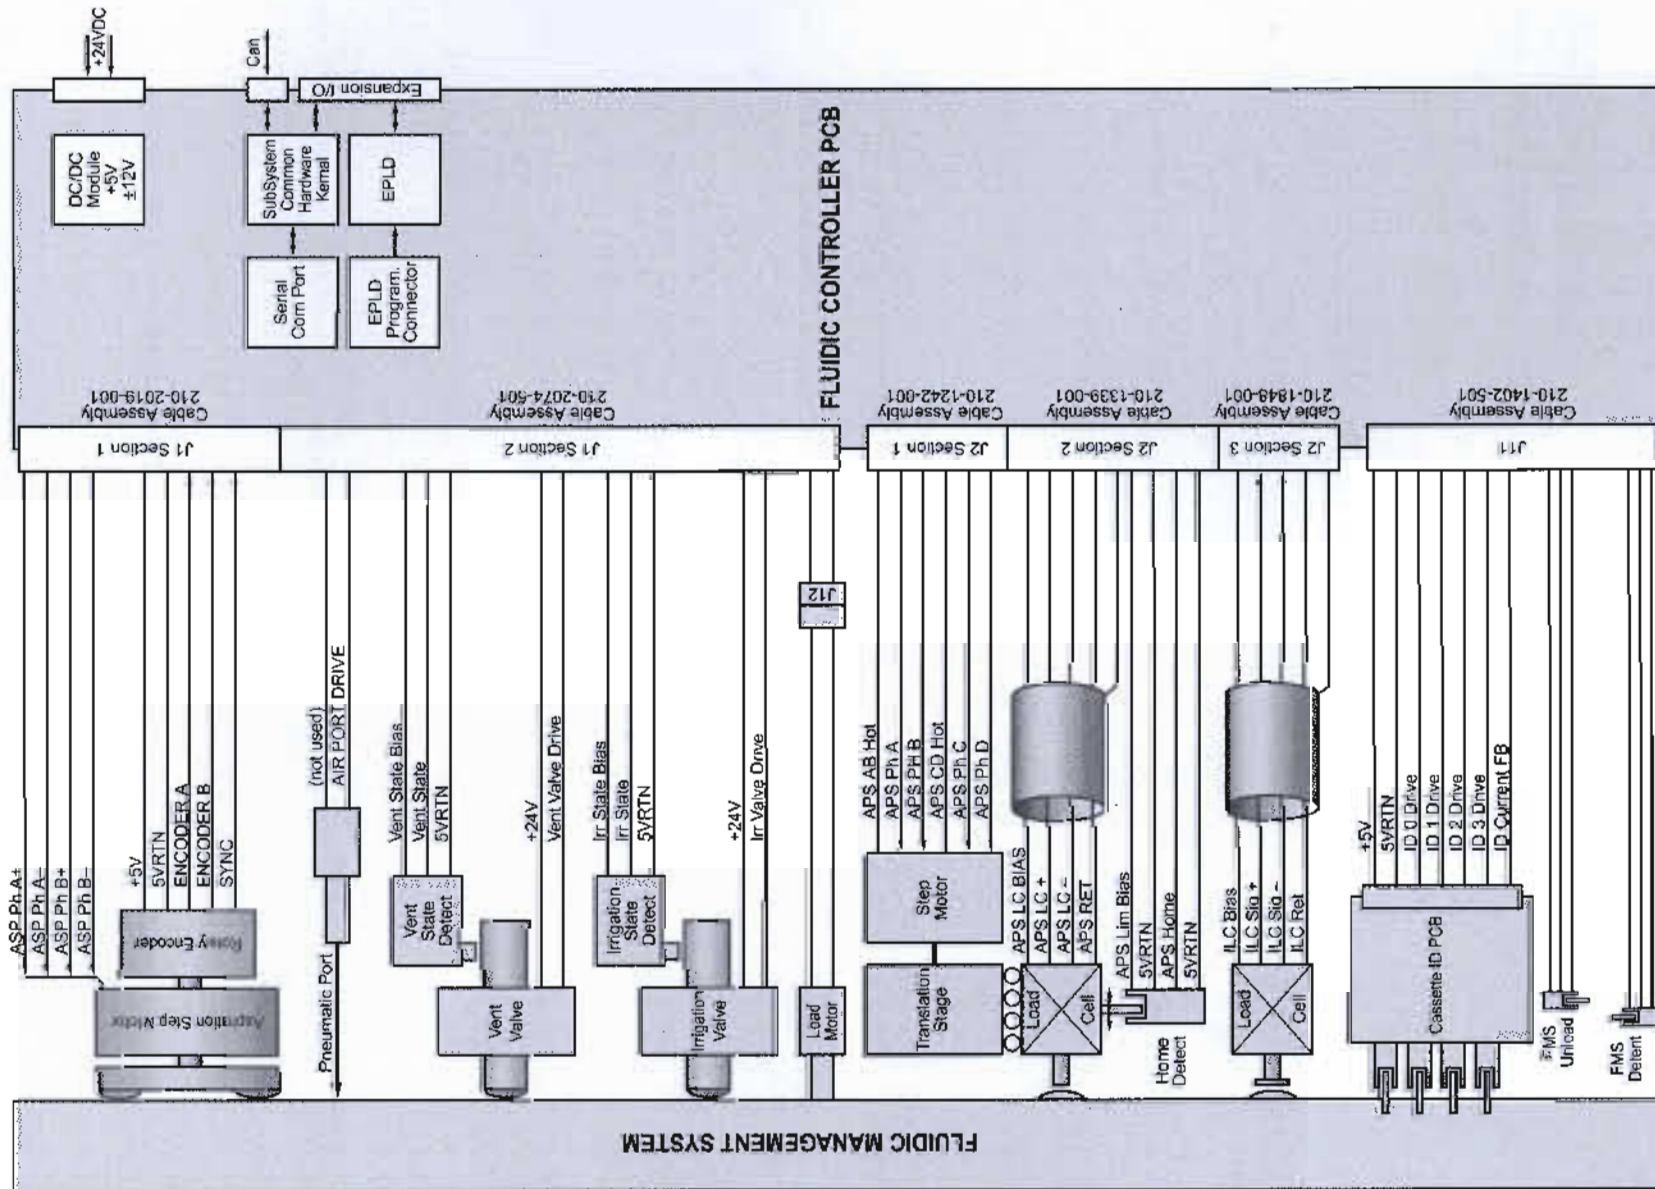 +24VDC
Can
Expansion I/O
DC/DC
Module
+5V
±12V
SubSystem
Common
Hardware
Kernal
EPLD
Serial
Com Port
EPLD
Program.
Connector
FLUIDIC CONTROLLER PCB
Cable Assembly
210-2019-001
Cable Assembly
210-2074-501
Cable Assembly
210-1242-001
Cable Assembly
210-1339-001
Cable Assembly
210-1849-001
Cable Assembly
210-1402-501
J1 Section 1
J1 Section 2
J2 Section 1
J2 Section 2
J2 Section 3
J11
J12
ASP Ph A+
ASP Ph A-
ASP Ph B+
ASP Ph B-
+5V
5VRTN
ENCODER A
ENCODER B
SYNC
(not used)
AIR PORT DRIVE
Vent State Bias
Vent State
5VRTN
+24V
Vent Valve Drive
Irr State Bias
Irr State
5VRTN
+24V
Irr Valve Drive
APS AB Hot
APS Ph A
APS PH B
APS CD Hot
APS Ph C
APS Ph D
APS LC BIAS
APS LC +
APS LC -
APS RET
APS Lim Bias
5VRTN
APS Home
5VRTN
ILC Bias
ILC Sig +
ILC Sig -
ILC Ret
+5V
5VRTN
ID 0 Drive
ID 1 Drive
ID 2 Drive
ID 3 Drive
ID Current FB
Rotay Encoder
Aspiration Step Motor
Pneumatic Port
Vent
State
Detect
Vent
Valve
Irrigation
State
Detect
Irrigation
Valve
Load
Motor
Step
Motor
Translation
Stage
Load
Cell
Home
Detect
Load
Cell
Cassette ID PCB
FMS
Unload
FMS
Detent
FLUIDIC MANAGEMENT SYSTEM